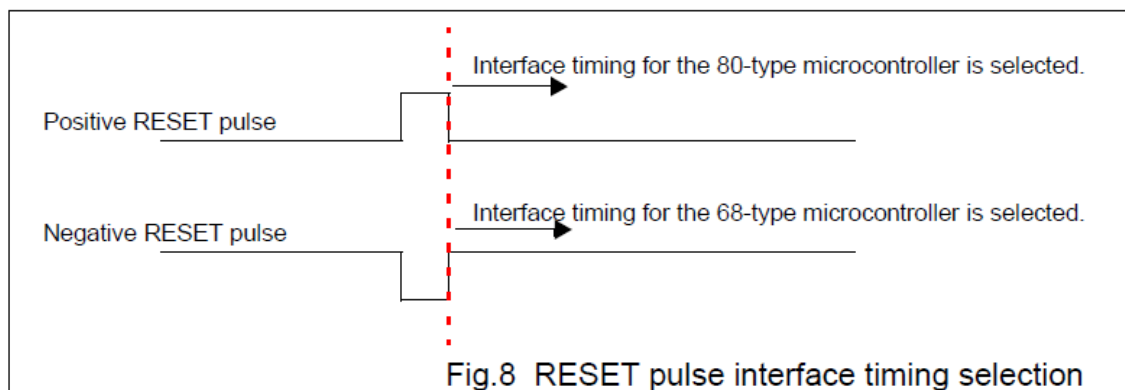 Interface timing for the 80-type microcontroller is selected.
Positive RESET pulse
Interface timing for the 68-type microcontroller is selected.
Negative RESET pulse
Fig.8 RESET pulse interface timing selection